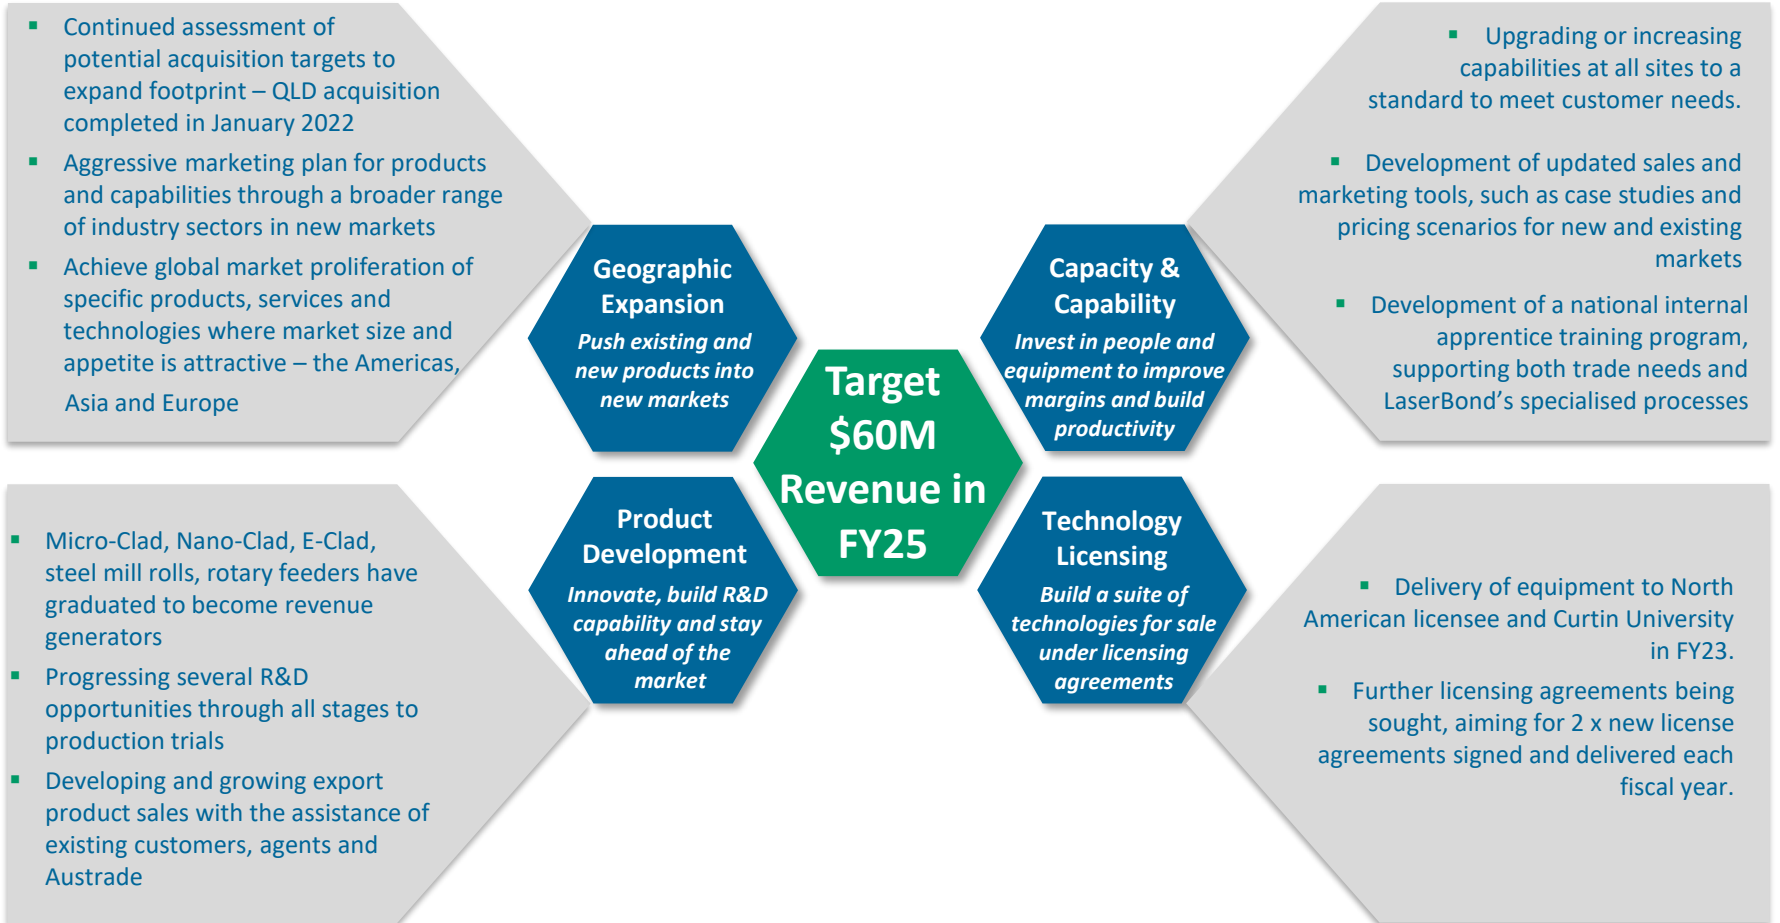 ▪ Continued assessment of
potential acquisition targets to
expand footprint – QLD acquisition
completed in January 2022
▪ Aggressive marketing plan for products
and capabilities through a broader range
of industry sectors in new markets
▪ Achieve global market proliferation of
specific products, services and
technologies where market size and
appetite is attractive – the Americas,
Asia and Europe
Geographic
Expansion
Push existing and
new products into
new markets
▪ Upgrading or increasing
capabilities at all sites to a
standard to meet customer needs.
▪ Development of updated sales and
marketing tools, such as case studies and
pricing scenarios for new and existing
markets
▪ Development of a national internal
apprentice training program,
supporting both trade needs and
LaserBond’s specialised processes
Capacity &
Capability
Invest in people and
equipment to improve
margins and build
productivity
Target
$60M
Revenue in
FY25
Product
Development
Innovate, build R&D
capability and stay
ahead of the
market
▪ Micro-Clad, Nano-Clad, E-Clad,
steel mill rolls, rotary feeders have
graduated to become revenue
generators
▪ Progressing several R&D
opportunities through all stages to
production trials
▪ Developing and growing export
product sales with the assistance of
existing customers, agents and
Austrade
Technology
Licensing
Build a suite of
technologies for sale
under licensing
agreements
▪ Delivery of equipment to North
American licensee and Curtin University
in FY23.
▪ Further licensing agreements being
sought, aiming for 2 x new license
agreements signed and delivered each
fiscal year.